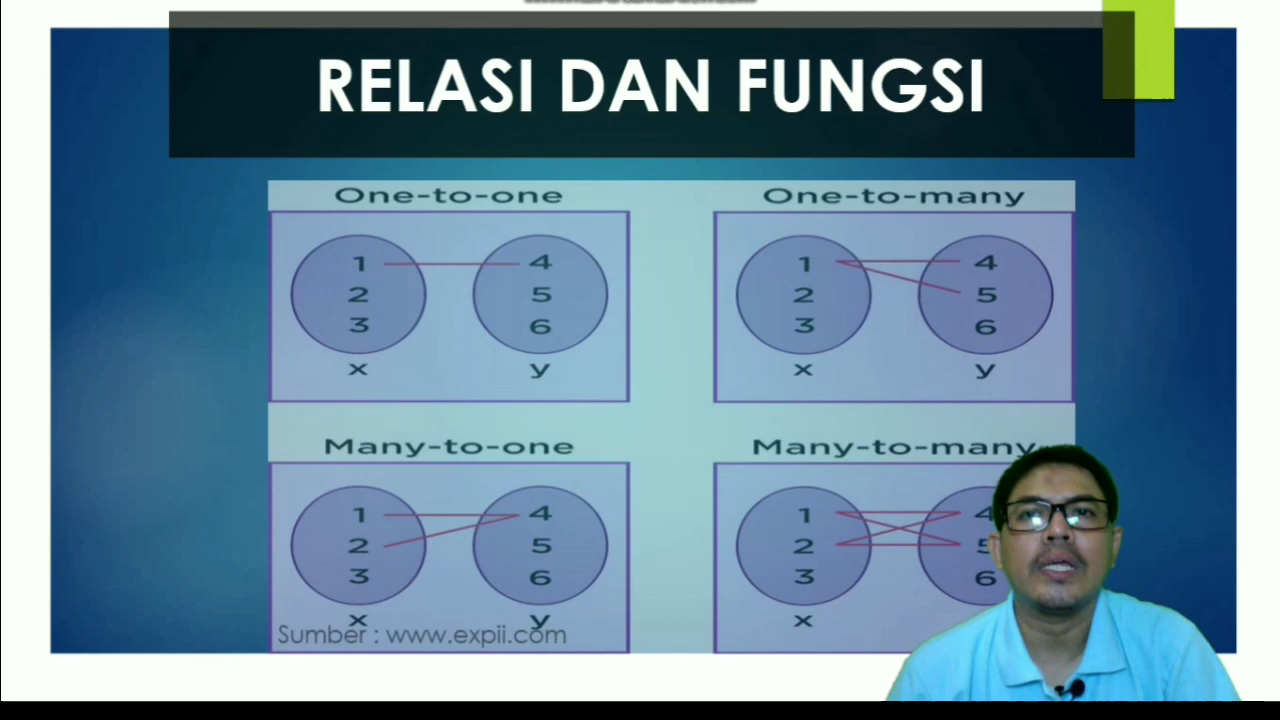 RELASI DAN FUNGSI
One-to-one
One-to-many
1 4
2 5
3 6
x y
1 4
2 5
3 6
x y
Many-to-one
Many-to-many
1 4
2 5
3 6
x y
1 4
2 5
3 6
x
Sumber : www.expii.com